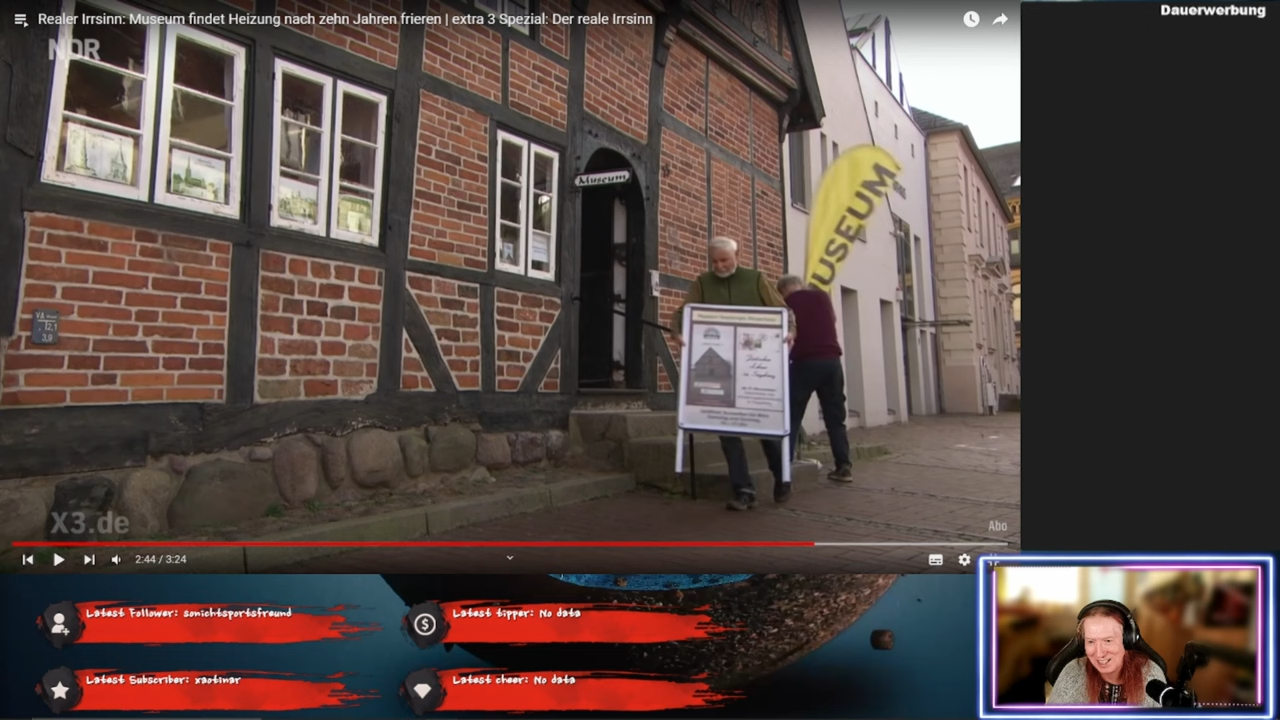 Realer Irrsinn: Museum findet Heizung nach zehn Jahren frieren | extra 3 Spezial: Der reale Irrsinn
Dauerwerbung
NDR
Museum
MUSEUM
X3.de
Abo
2:44 / 3:24
Latest Follower: sonichtsportsfreund
Latest tipper: No data
Latest Subscriber: xaotinar
Latest cheer: No data